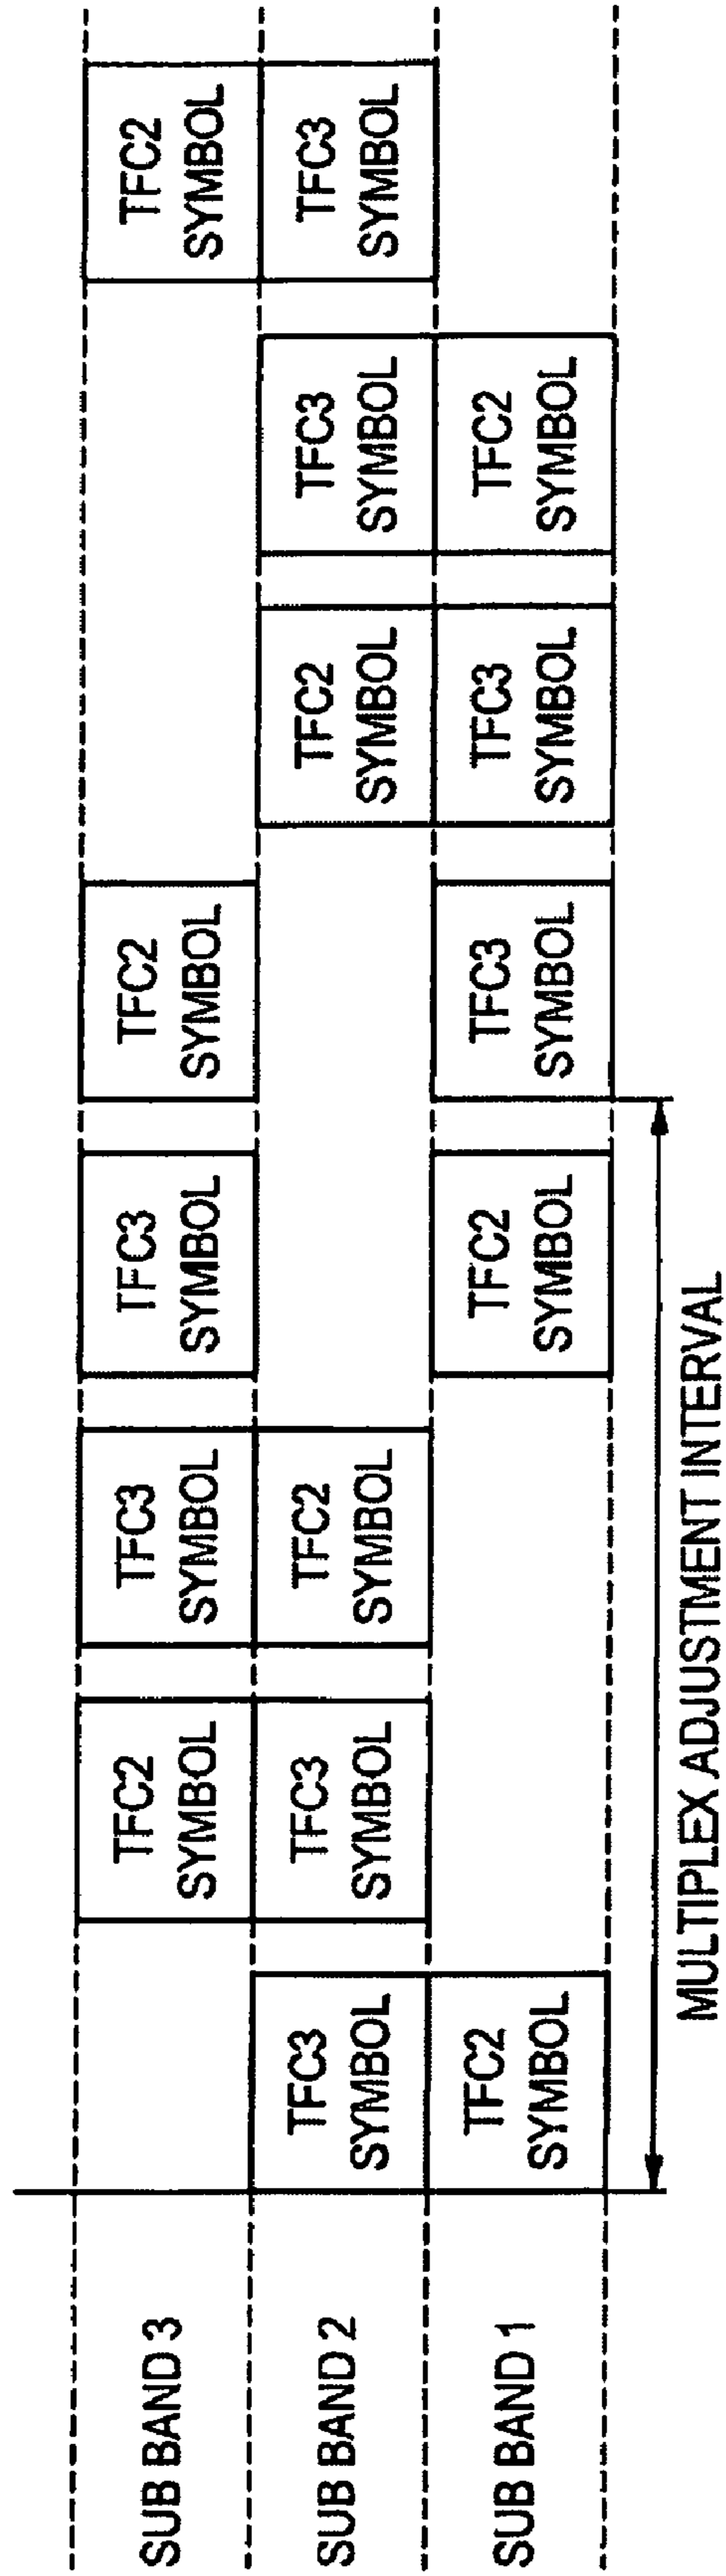 SUB BAND 3
TFC2
SYMBOL
TFC3
SYMBOL
TFC3
SYMBOL
TFC2
SYMBOL
TFC2
SYMBOL
SUB BAND 2
TFC3
SYMBOL
TFC3
SYMBOL
TFC2
SYMBOL
TFC2
SYMBOL
TFC3
SYMBOL
TFC3
SYMBOL
SUB BAND 1
TFC2
SYMBOL
TFC2
SYMBOL
TFC3
SYMBOL
TFC3
SYMBOL
TFC2
SYMBOL
MULTIPLEX ADJUSTMENT INTERVAL